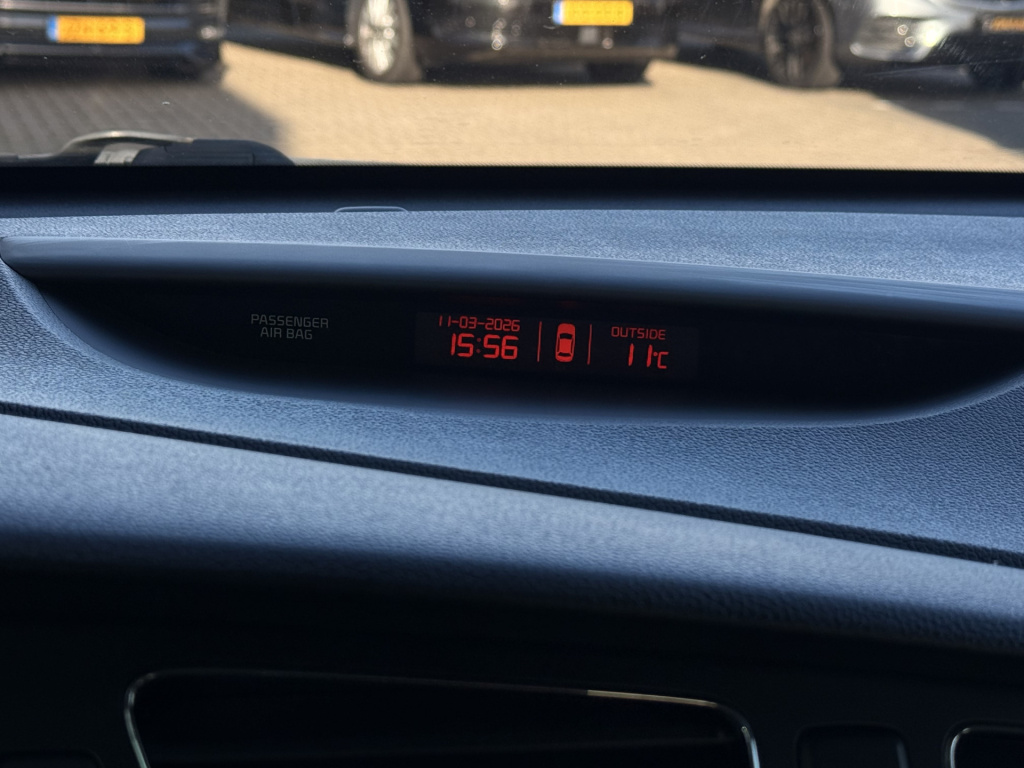 PASSENGER
AIR BAG
11-03-2026
15:56
OUTSIDE
11°C